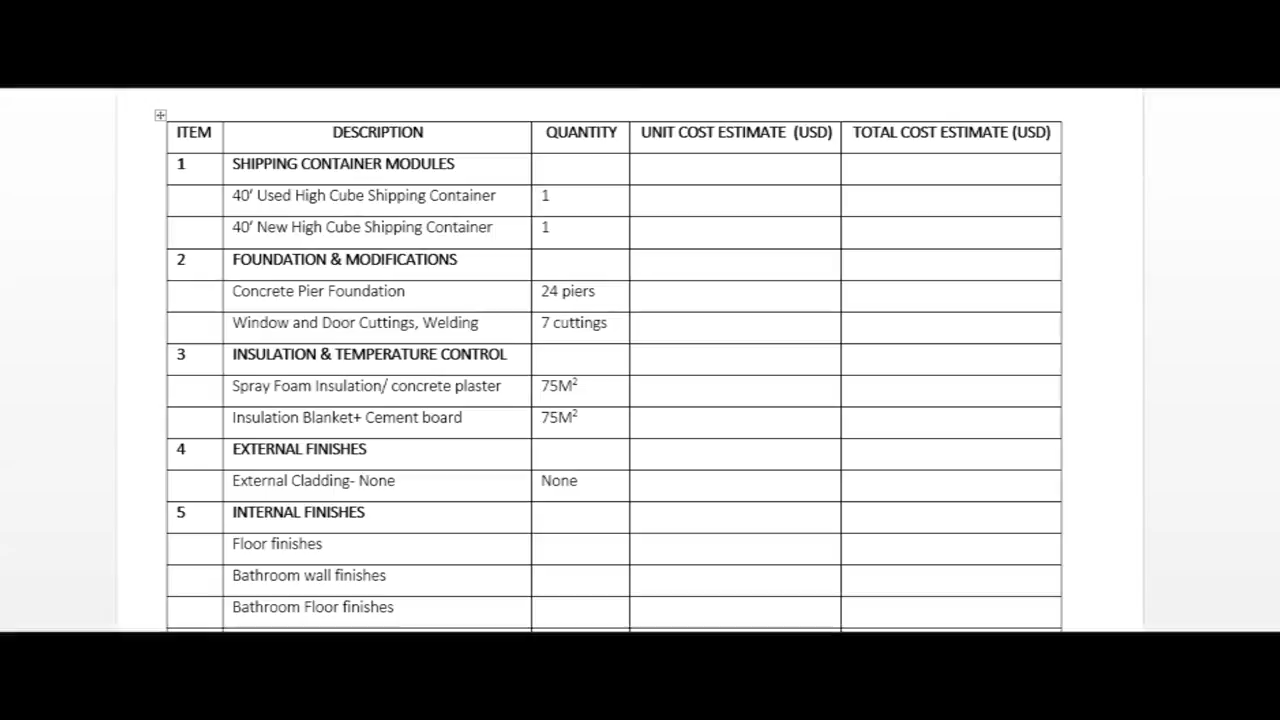 ITEM DESCRIPTION QUANTITY UNIT COST ESTIMATE (USD) TOTAL COST ESTIMATE (USD)
1 SHIPPING CONTAINER MODULES
40′ Used High Cube Shipping Container 1
40′ New High Cube Shipping Container 1
2 FOUNDATION & MODIFICATIONS
Concrete Pier Foundation 24 piers
Window and Door Cuttings, Welding 7 cuttings
3 INSULATION & TEMPERATURE CONTROL
Spray Foam Insulation/ concrete plaster 75M²
Insulation Blanket+ Cement board 75M²
4 EXTERNAL FINISHES
External Cladding- None None
5 INTERNAL FINISHES
Floor finishes
Bathroom wall finishes
Bathroom Floor finishes